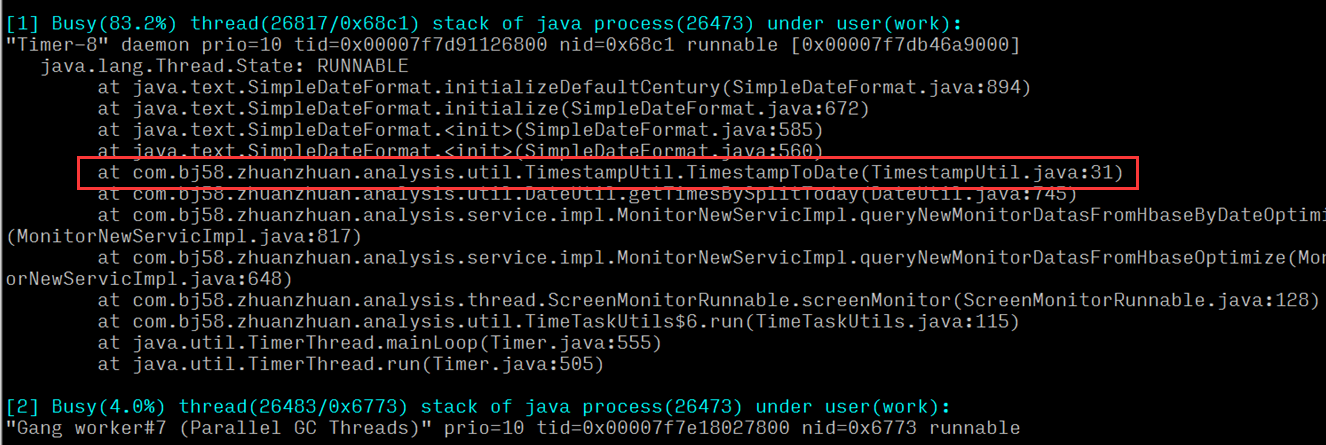 [1] Busy(83.2%) thread(26817/0x68c1) stack of java process(26473) under user(work):
"Timer-8" daemon prio=10 tid=0x00007f7d91126800 nid=0x68c1 runnable [0x00007f7db46a9000]
java.lang.Thread.State: RUNNABLE
at java.text.SimpleDateFormat.initializeDefaultCentury(SimpleDateFormat.java:894)
at java.text.SimpleDateFormat.initialize(SimpleDateFormat.java:672)
at java.text.SimpleDateFormat.<init>(SimpleDateFormat.java:585)
at java.text.SimpleDateFormat.<init>(SimpleDateFormat.java:560)
at com.bj58.zhuanzhuan.analysis.util.TimestampUtil.TimestampToDate(TimestampUtil.java:31)
at com.bj58.zhuanzhuan.analysis.util.DateUtil.getTimesBySplitToday(DateUtil.java:745)
at com.bj58.zhuanzhuan.analysis.service.impl.MonitorNewServicImpl.queryNewMonitorDatasFromHbaseByDateOptimi
(MonitorNewServicImpl.java:817)
at com.bj58.zhuanzhuan.analysis.service.impl.MonitorNewServicImpl.queryNewMonitorDatasFromHbaseOptimize(Mon
orNewServicImpl.java:648)
at com.bj58.zhuanzhuan.analysis.thread.ScreenMonitorRunnable.screenMonitor(ScreenMonitorRunnable.java:128)
at com.bj58.zhuanzhuan.analysis.util.TimeTaskUtils$6.run(TimeTaskUtils.java:115)
at java.util.TimerThread.mainLoop(Timer.java:555)
at java.util.TimerThread.run(Timer.java:505)
[2] Busy(4.0%) thread(26483/0x6773) stack of java process(26473) under user(work):
"Gang worker#7 (Parallel GC Threads)" prio=10 tid=0x00007f7e18027800 nid=0x6773 runnable